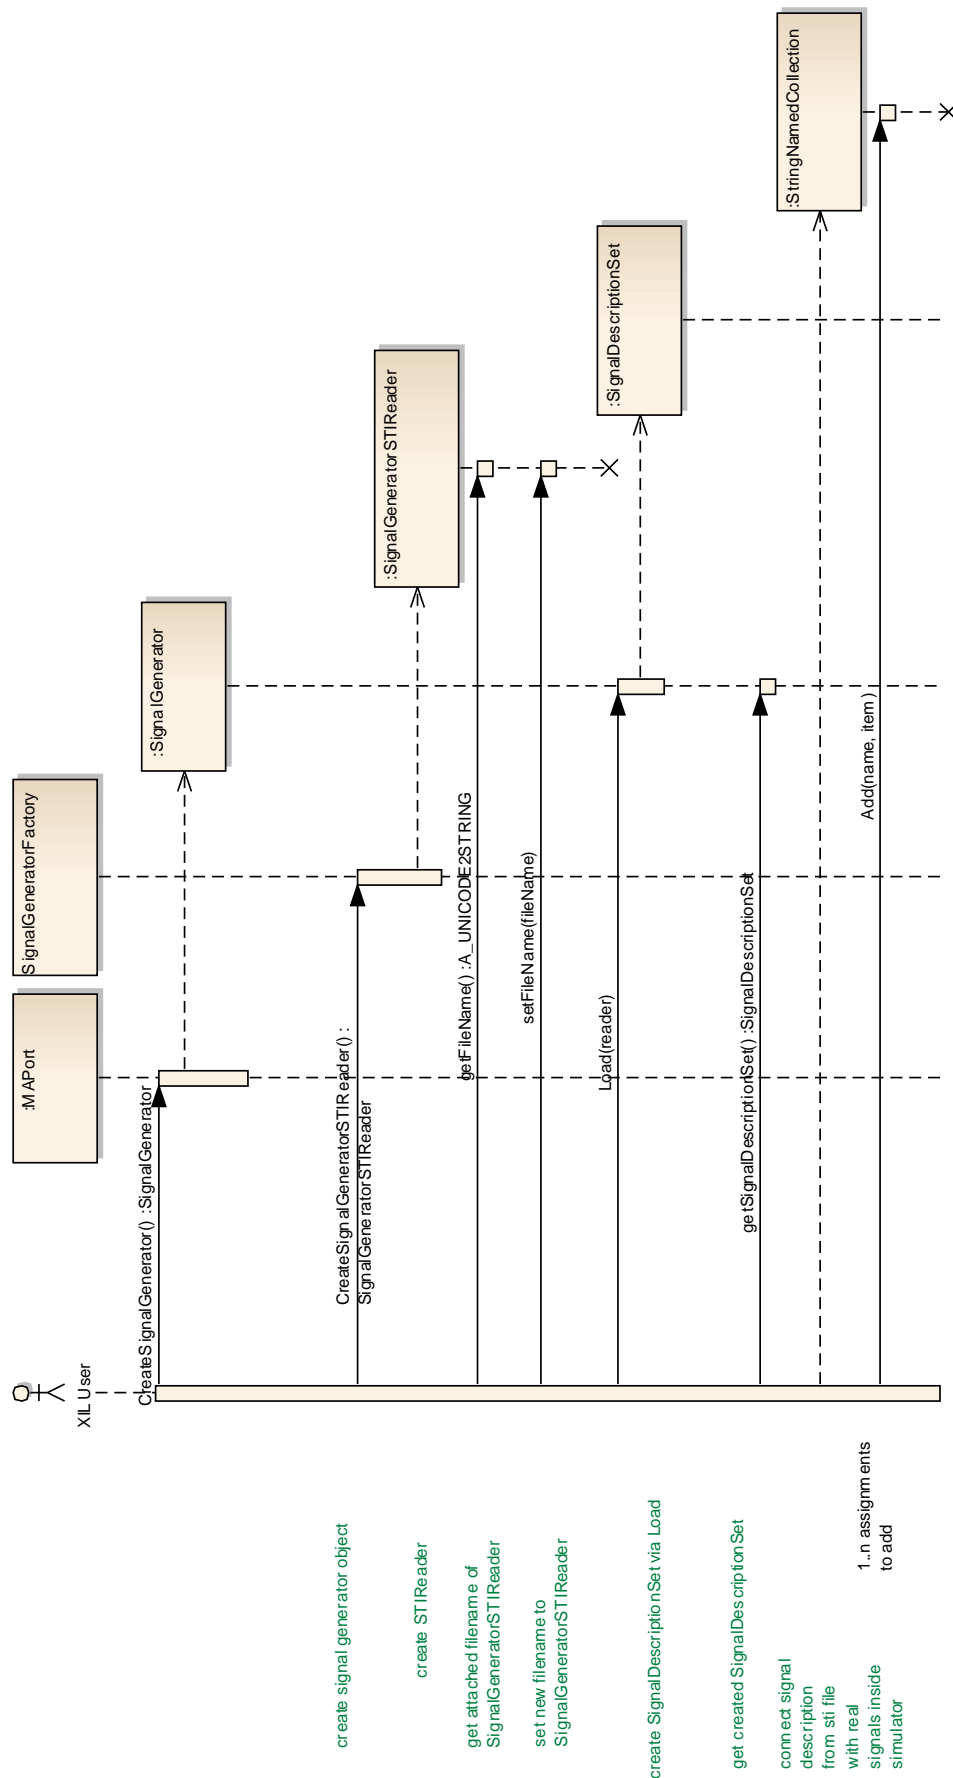 XIL User
:MAPort
SignalGeneratorFactory
:SignalGenerator
:SignalGeneratorSTIReader
:SignalDescriptionSet
:StringNamedCollection
create signal generator object
CreateSignalGenerator() :SignalGenerator
create STIReader
CreateSignalGeneratorSTIReader() :
SignalGeneratorSTIReader
get attached filename of
SignalGeneratorSTIReader
getFileName() :A_UNICODE2STRING
set new filename to
SignalGeneratorSTIReader
setFileName(fileName)
create SignalDescriptionSet via Load
Load(reader)
get created SignalDescriptionSet
getSignalDescriptionSet() :SignalDescriptionSet
connect signal
description
from sti file
with real
signals inside
simulator
1..n assignments
to add
Add(name, item)